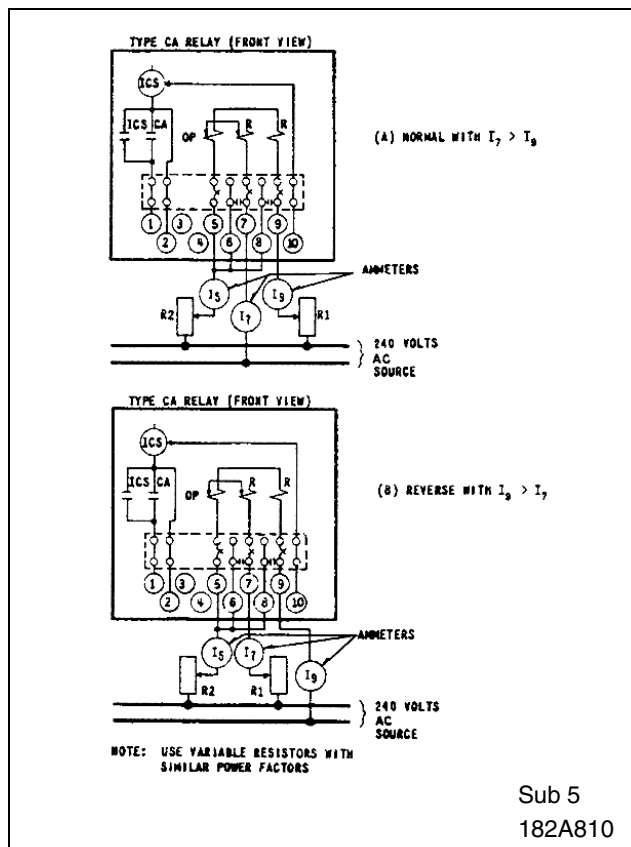 TYPE CA RELAY (FRONT VIEW)
ICS
ICS CA
OP R R
(A) NORMAL WITH I7 > I9
1 3 5 7 9
2 4 6 8 10
AMMETERS
I5 I7 I9
R2 R1
240 VOLTS
AC
SOURCE
TYPE CA RELAY (FRONT VIEW)
ICS
ICS CA
OP R R
(B) REVERSE WITH I9 > I7
1 3 5 7 9
2 4 6 8 10
AMMETERS
I5 I7 I9
R2 R1
240 VOLTS
AC
SOURCE
NOTE: USE VARIABLE RESISTORS WITH
SIMILAR POWER FACTORS
Sub 5
182A810